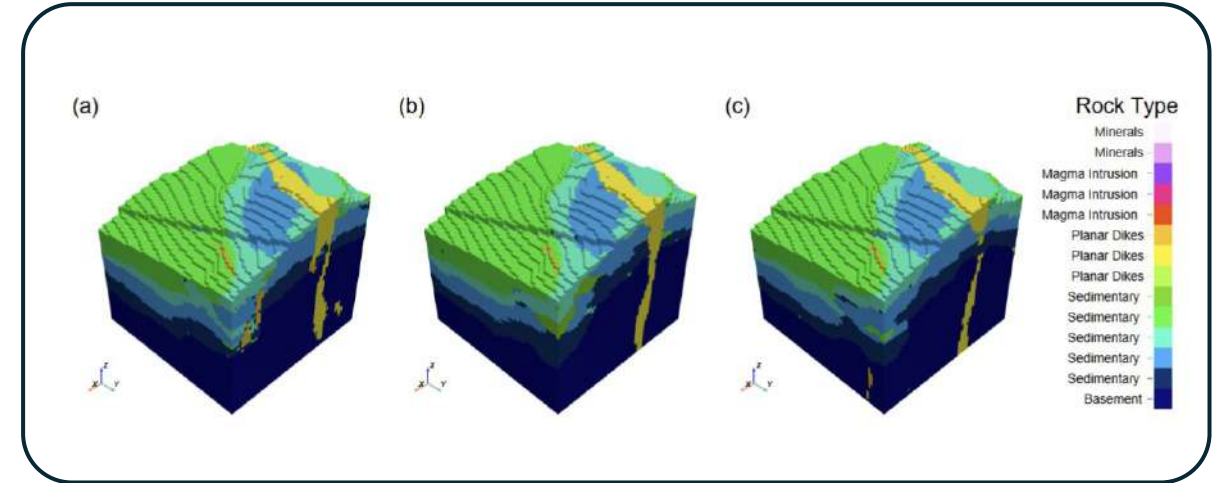 (a)
(b)
(c)
Rock Type
Minerals
Minerals
Magma Intrusion
Magma Intrusion
Magma Intrusion
Planar Dikes
Planar Dikes
Planar Dikes
Sedimentary
Sedimentary
Sedimentary
Sedimentary
Sedimentary
Basement
Z
X
Y
Z
X
Y
Z
X
Y